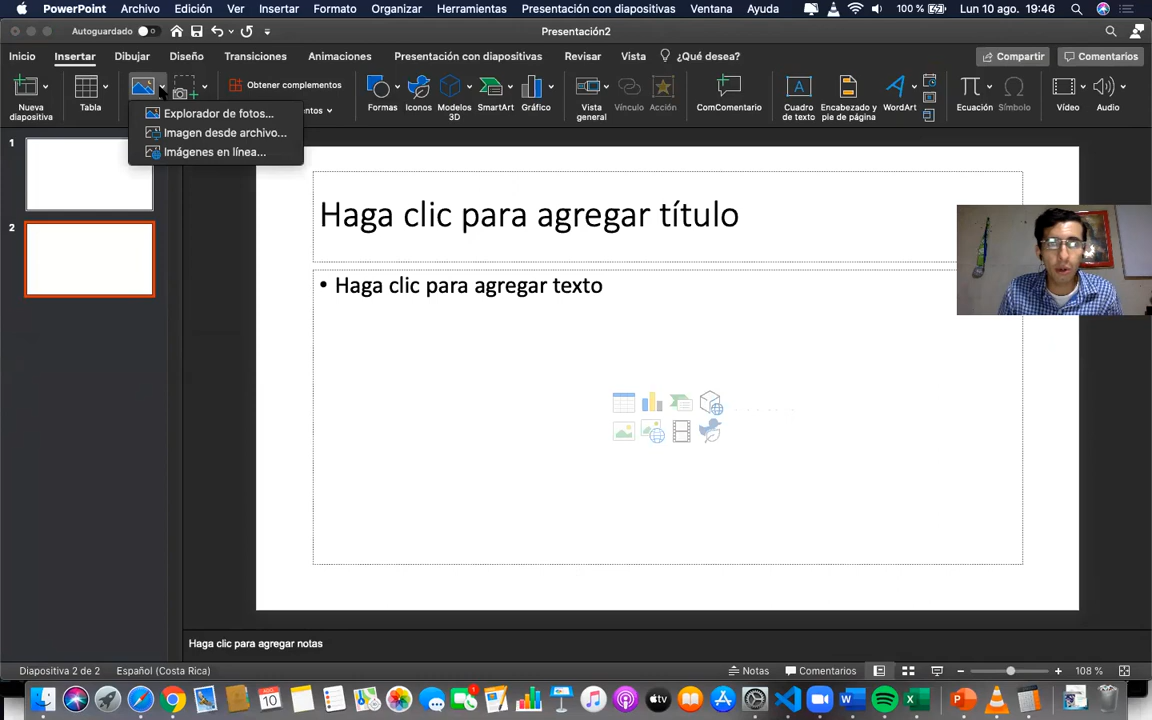 PowerPoint Archivo Edición Ver Insertar Formato Organizar Herramientas Presentación con diapositivas Ventana Ayuda 100 % Lun 10 ago. 19:46
Autoguardado Presentación2
Inicio Insertar Dibujar Diseño Transiciones Animaciones Presentación con diapositivas Revisar Vista ¿Qué desea? Compartir Comentarios
Nueva diapositiva
Tabla
Obtener complementos
Formas
Iconos
Modelos 3D
SmartArt
Gráfico
Vista general
Vínculo
Acción
ComComentario
Cuadro de texto
Encabezado y pie de página
WordArt
Ecuación
Símbolo
Vídeo
Audio
Explorador de fotos...
Imagen desde archivo...
Imágenes en línea...
1
2
Haga clic para agregar título
• Haga clic para agregar texto
Haga clic para agregar notas
Diapositiva 2 de 2 Español (Costa Rica) Notas Comentarios 108 %